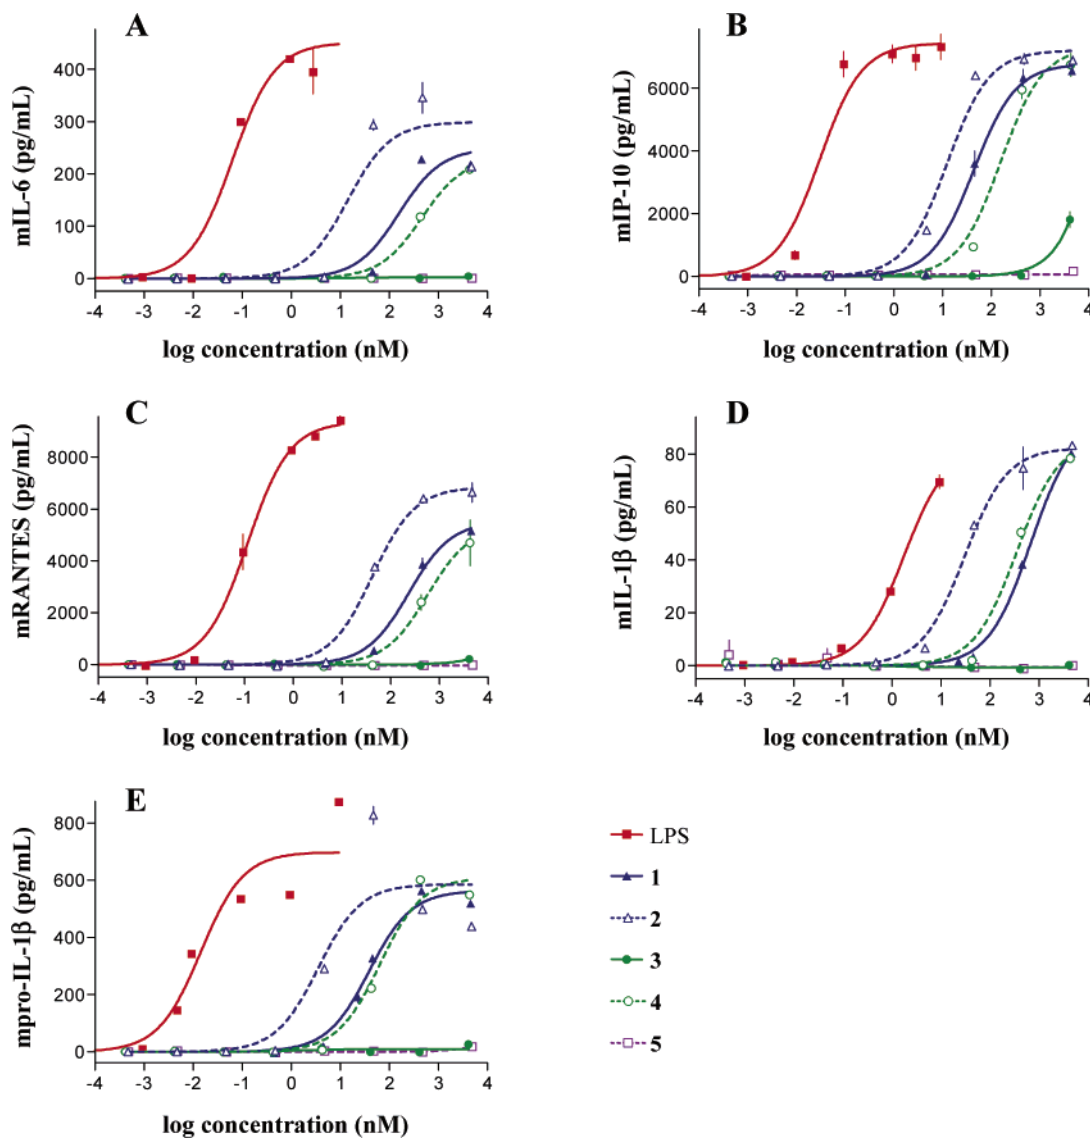 A
B
400
300
200
100
0
mIL-6 (pg/mL)
-4 -3 -2 -1 0 1 2 3 4
log concentration (nM)
6000
4000
2000
0
mIP-10 (pg/mL)
-4 -3 -2 -1 0 1 2 3 4
log concentration (nM)
C
D
8000
6000
4000
2000
0
mRANTES (pg/mL)
-4 -3 -2 -1 0 1 2 3 4
log concentration (nM)
80
60
40
20
0
mIL-1β (pg/mL)
-4 -3 -2 -1 0 1 2 3 4
log concentration (nM)
E
800
600
400
200
0
mpro-IL-1β (pg/mL)
-4 -3 -2 -1 0 1 2 3 4
log concentration (nM)
LPS
1
2
3
4
5